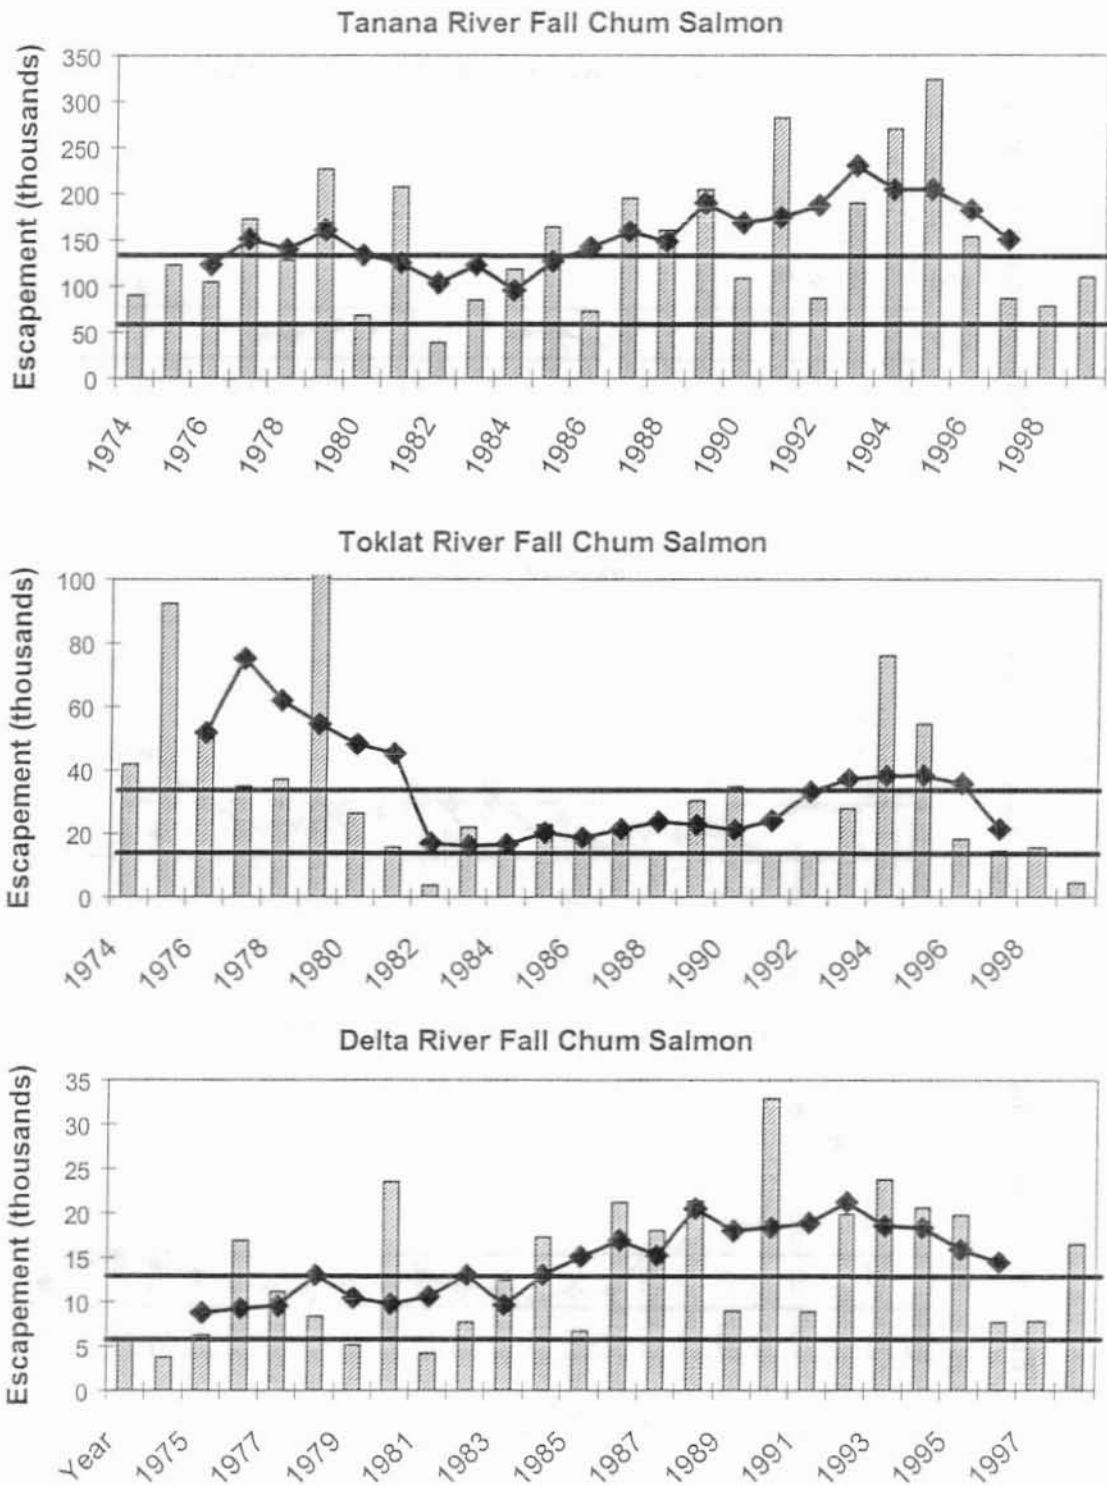 Tanana River Fall Chum Salmon
Escapement (thousands)
350
300
250
200
150
100
50
0
1974 1976 1978 1980 1982 1984 1986 1988 1990 1992 1994 1996 1998
Toklat River Fall Chum Salmon
Escapement (thousands)
100
80
60
40
20
0
1974 1976 1978 1980 1982 1984 1986 1988 1990 1992 1994 1996 1998
Delta River Fall Chum Salmon
Escapement (thousands)
35
30
25
20
15
10
5
0
Year 1975 1977 1979 1981 1983 1985 1987 1989 1991 1993 1995 1997